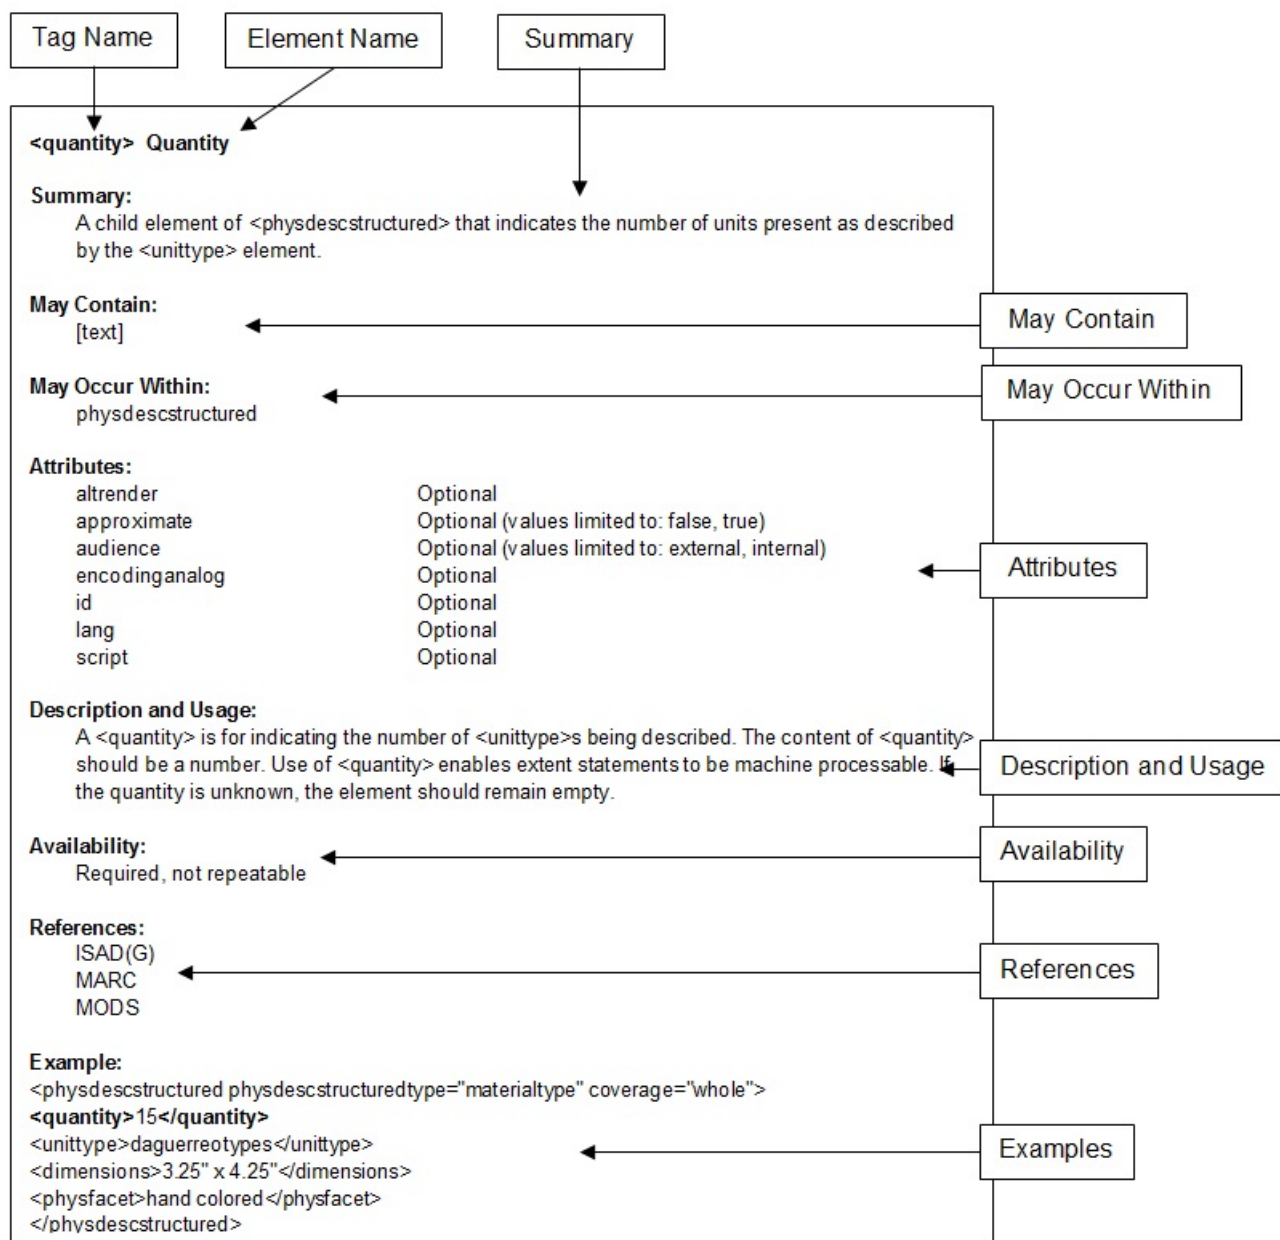 Tag Name
Element Name
Summary
<quantity> Quantity
Summary:
A child element of <physdescstructured> that indicates the number of units present as described
by the <unittype> element.
May Contain:
[text]
May Contain
May Occur Within:
physdescstructured
May Occur Within
Attributes:
altrender Optional
approximate Optional (values limited to: false, true)
audience Optional (values limited to: external, internal)
encodinganalog Optional
id Optional
lang Optional
script Optional
Attributes
Description and Usage:
A <quantity> is for indicating the number of <unittype>s being described. The content of <quantity>
should be a number. Use of <quantity> enables extent statements to be machine processable. If
the quantity is unknown, the element should remain empty.
Description and Usage
Availability:
Required, not repeatable
Availability
References:
ISAD(G)
MARC
MODS
References
Example:
<physdescstructured physdescstructuredtype="materialtype" coverage="whole">
<quantity>15</quantity>
<unittype>daguerreotypes</unittype>
<dimensions>3.25" x 4.25"</dimensions>
<physfacet>hand colored</physfacet>
</physdescstructured>
Examples